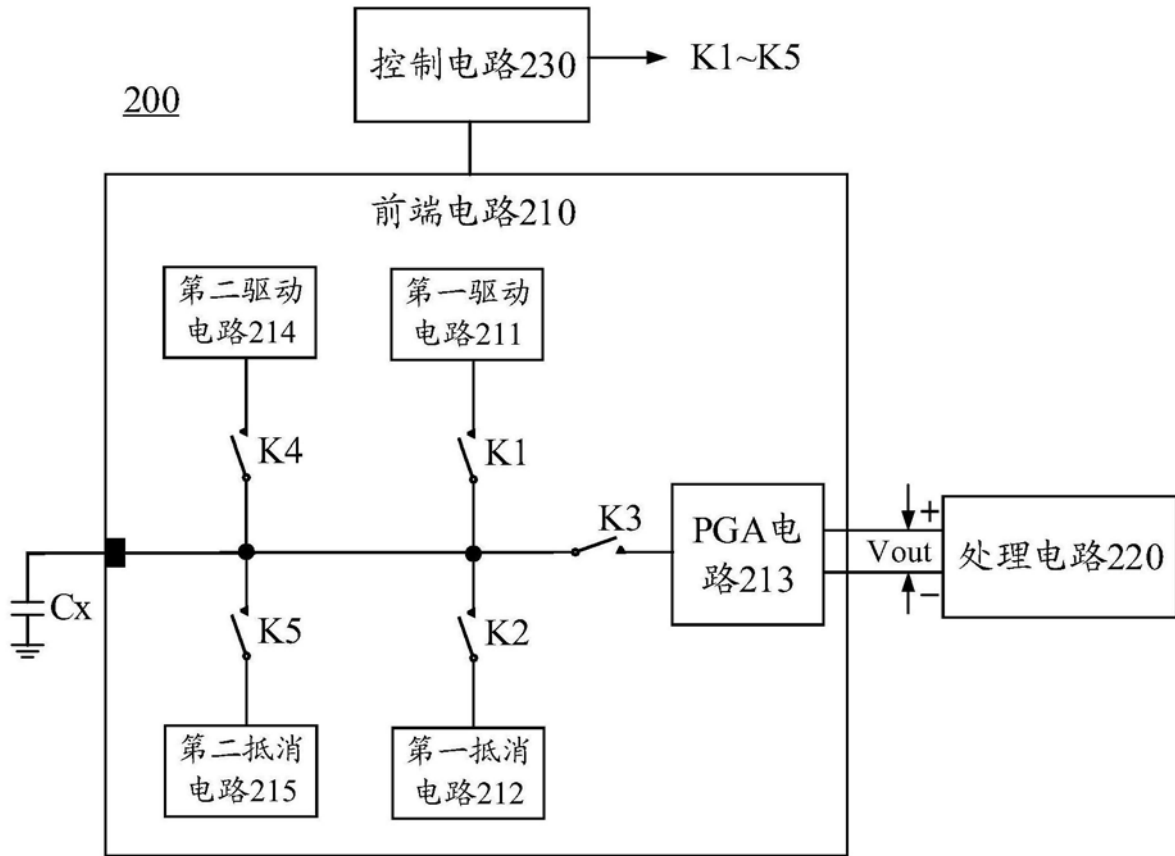 控制电路230
K1~K5
200
前端电路210
第二驱动
电路214
第一驱动
电路211
K4
K1
K3
PGA电
路213
+
Vout
−
处理电路220
Cx
K5
K2
第二抵消
电路215
第一抵消
电路212